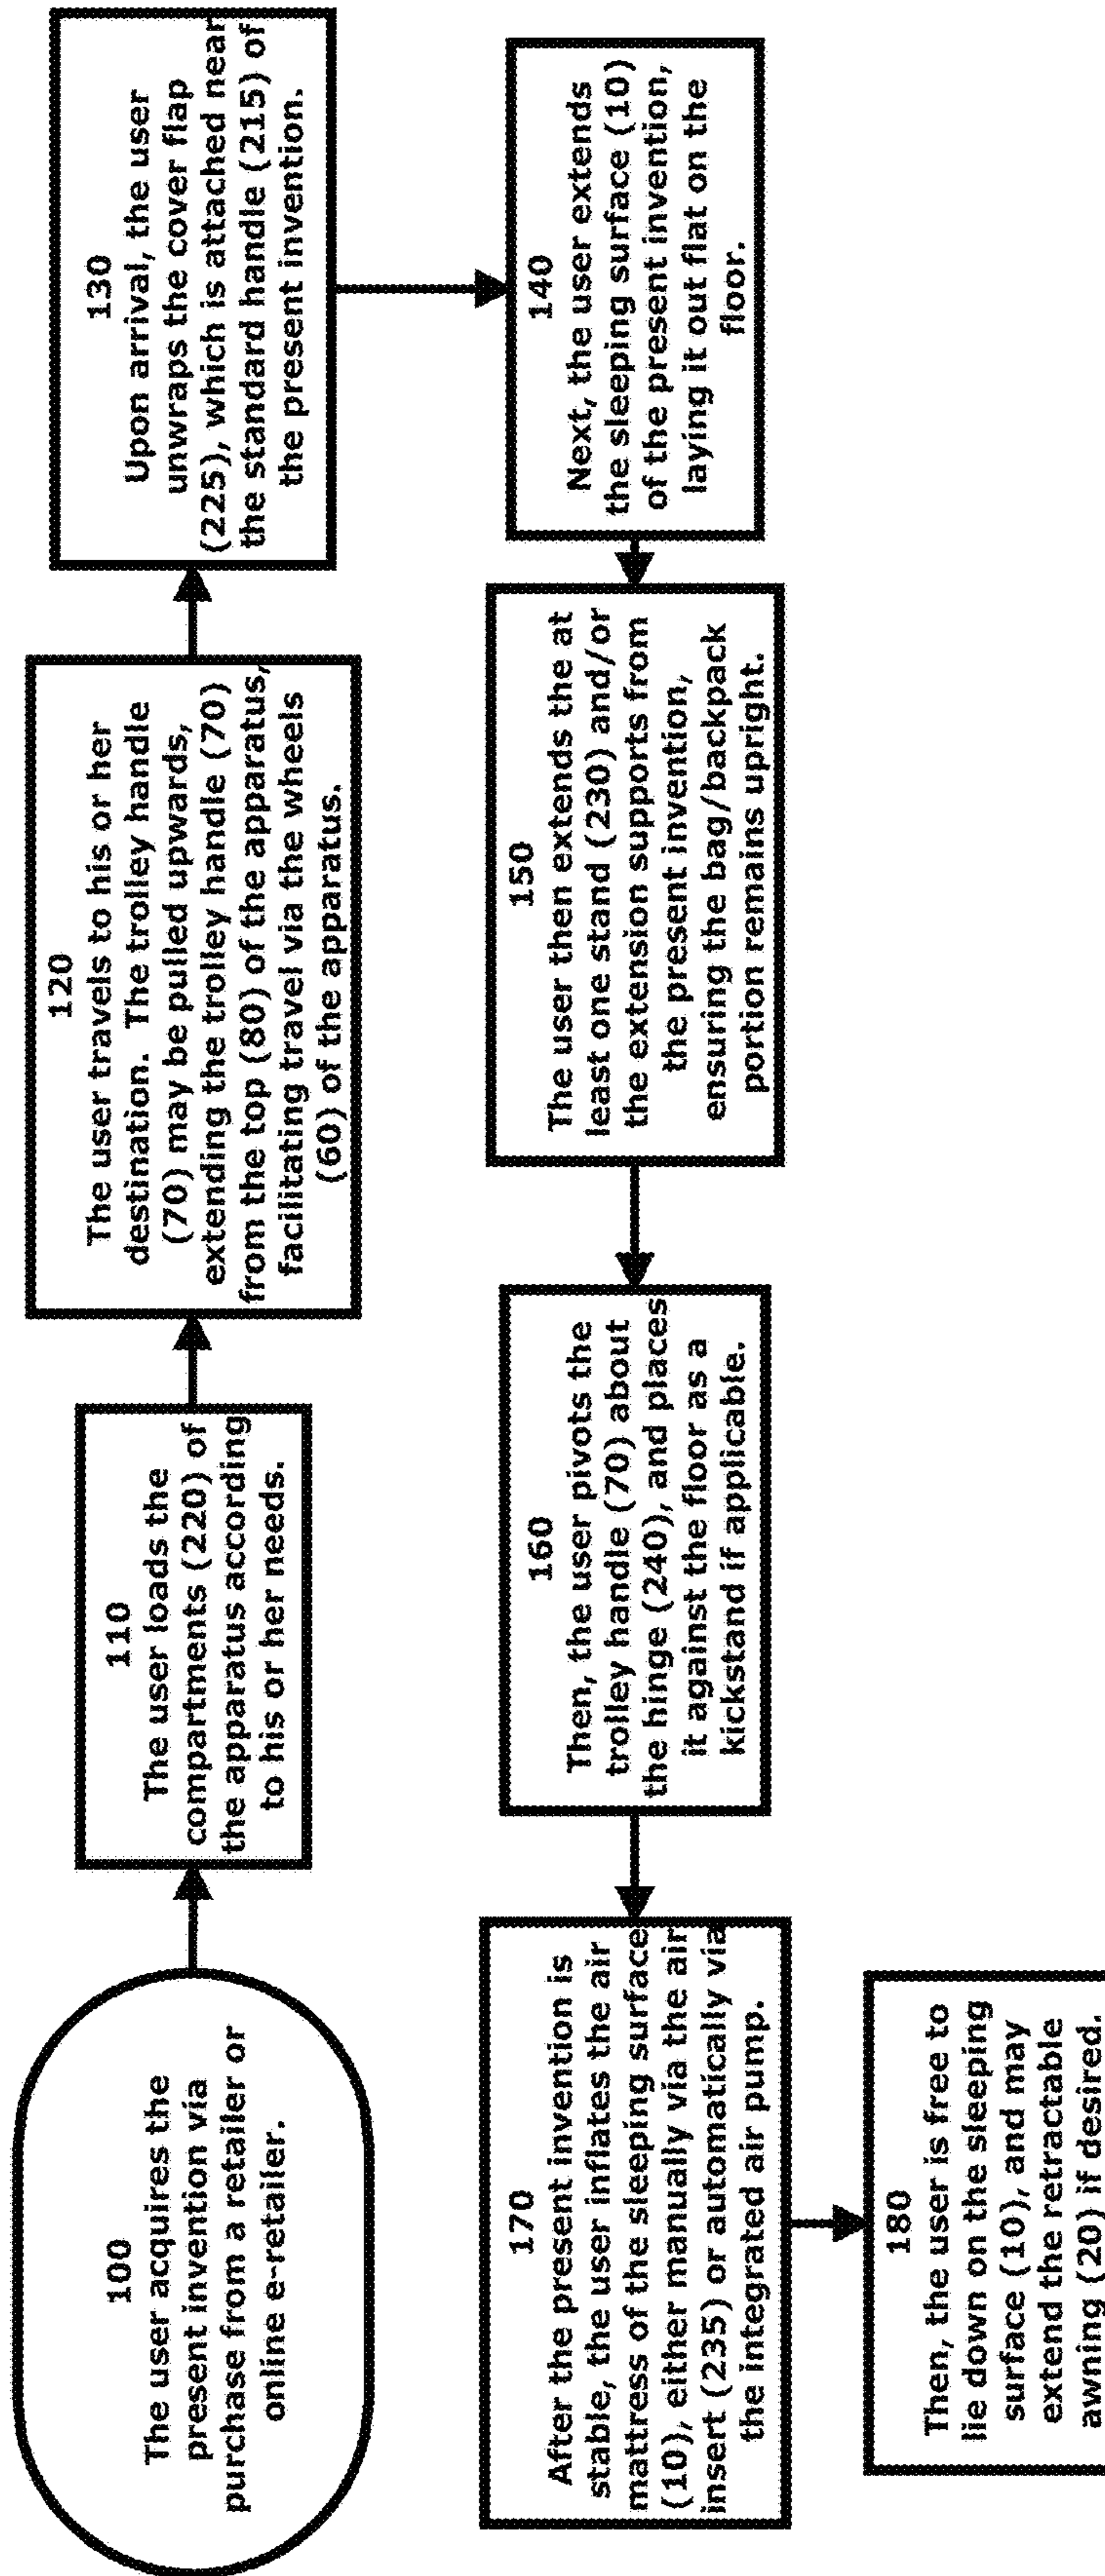 100
The user acquires the
present invention via
purchase from a retailer or
online e-retailer.
110
The user loads the
compartments (220) of
the apparatus according
to his or her needs.
120
The user travels to his or her
destination. The trolley handle
(70) may be pulled upwards,
extending the trolley handle (70)
from the top (80) of the apparatus,
facilitating travel via the wheels
(60) of the apparatus.
130
Upon arrival, the user
unwraps the cover flap
(225), which is attached near
the standard handle (215) of
the present invention.
140
Next, the user extends
the sleeping surface (10)
of the present invention,
laying it out flat on the
floor.
150
The user then extends the at
least one stand (230) and/or
the extension supports from
the present invention,
ensuring the bag/backpack
portion remains upright.
160
Then, the user pivots the
trolley handle (70) about
the hinge (240), and places
it against the floor as a
kickstand if applicable.
170
After the present invention is
stable, the user inflates the air
mattress of the sleeping surface
(10), either manually via the air
insert (235) or automatically via
the integrated air pump.
180
Then, the user is free to
lie down on the sleeping
surface (10), and may
extend the retractable
awning (20) if desired.